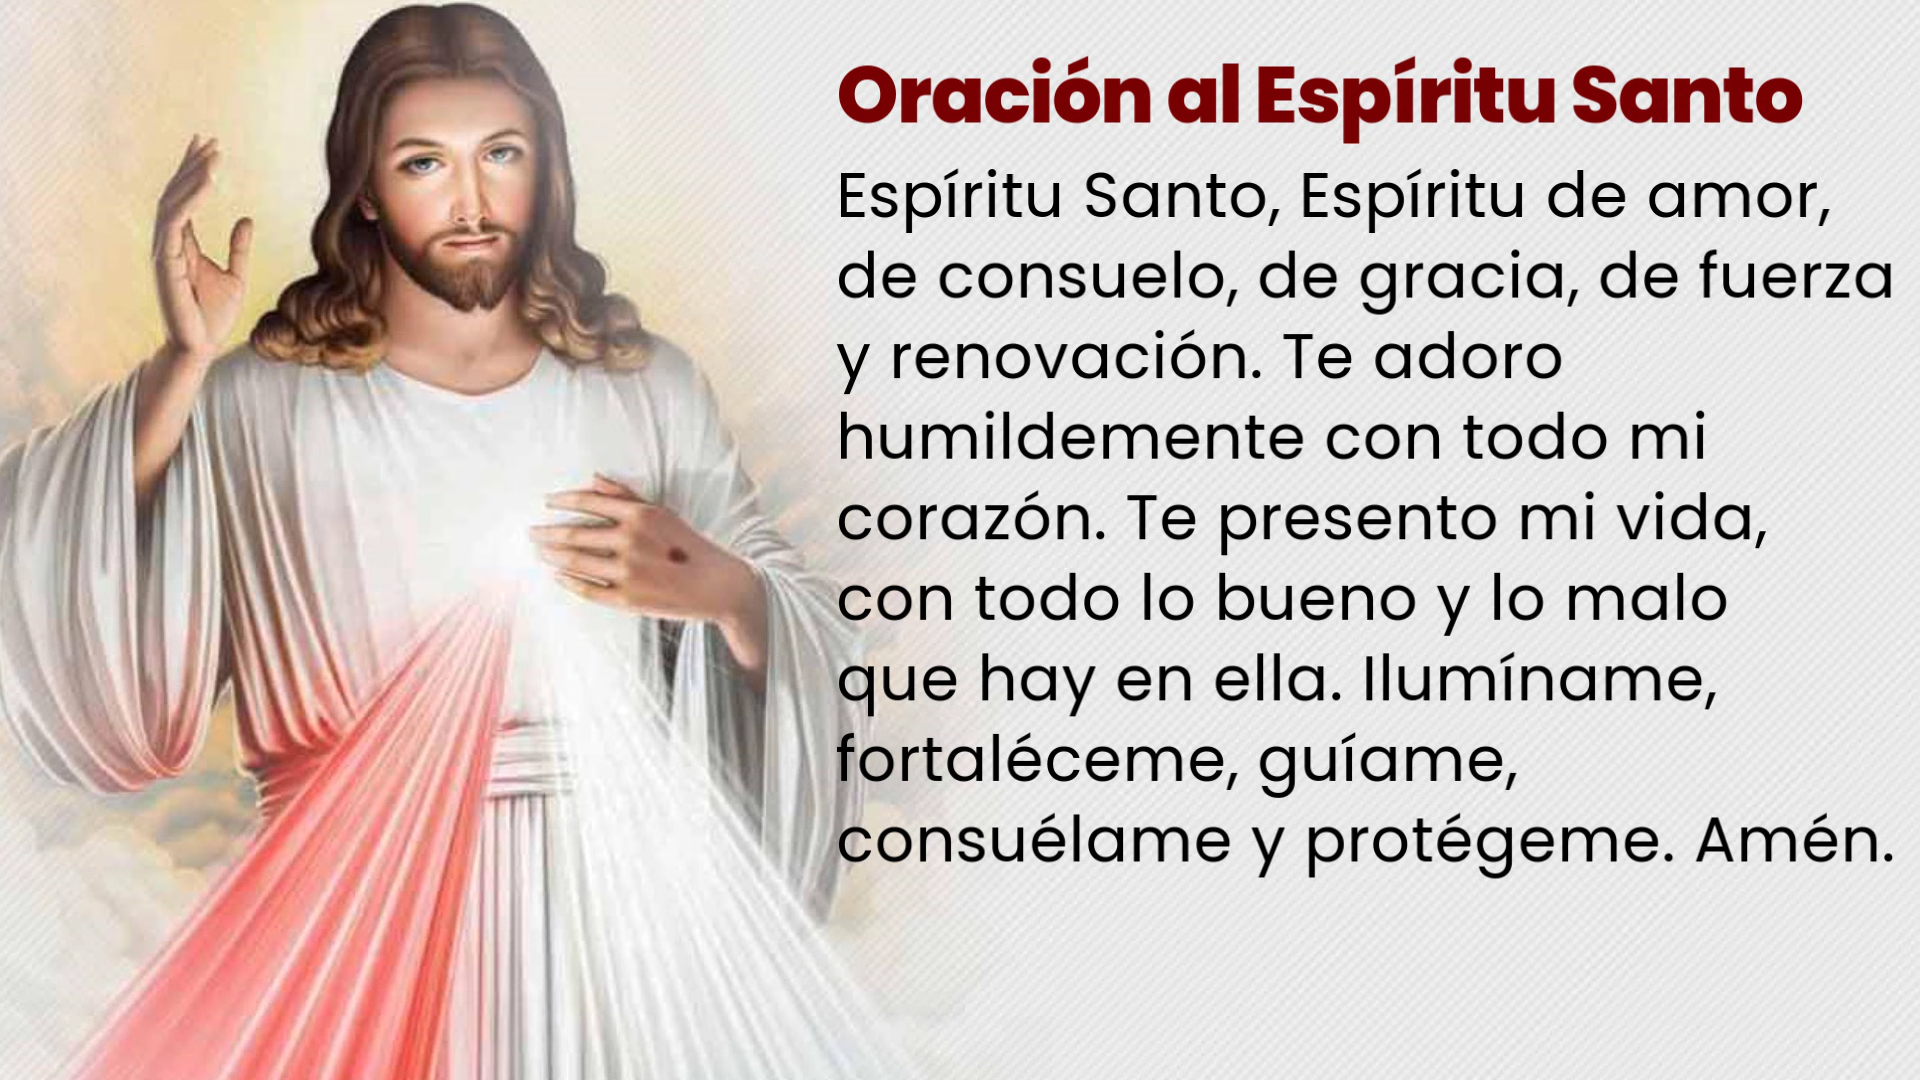 Oración al Espíritu Santo
Espíritu Santo, Espíritu de amor,
de consuelo, de gracia, de fuerza
y renovación. Te adoro
humildemente con todo mi
corazón. Te presento mi vida,
con todo lo bueno y lo malo
que hay en ella. Ilumíname,
fortaléceme, guíame,
consuélame y protégeme. Amén.